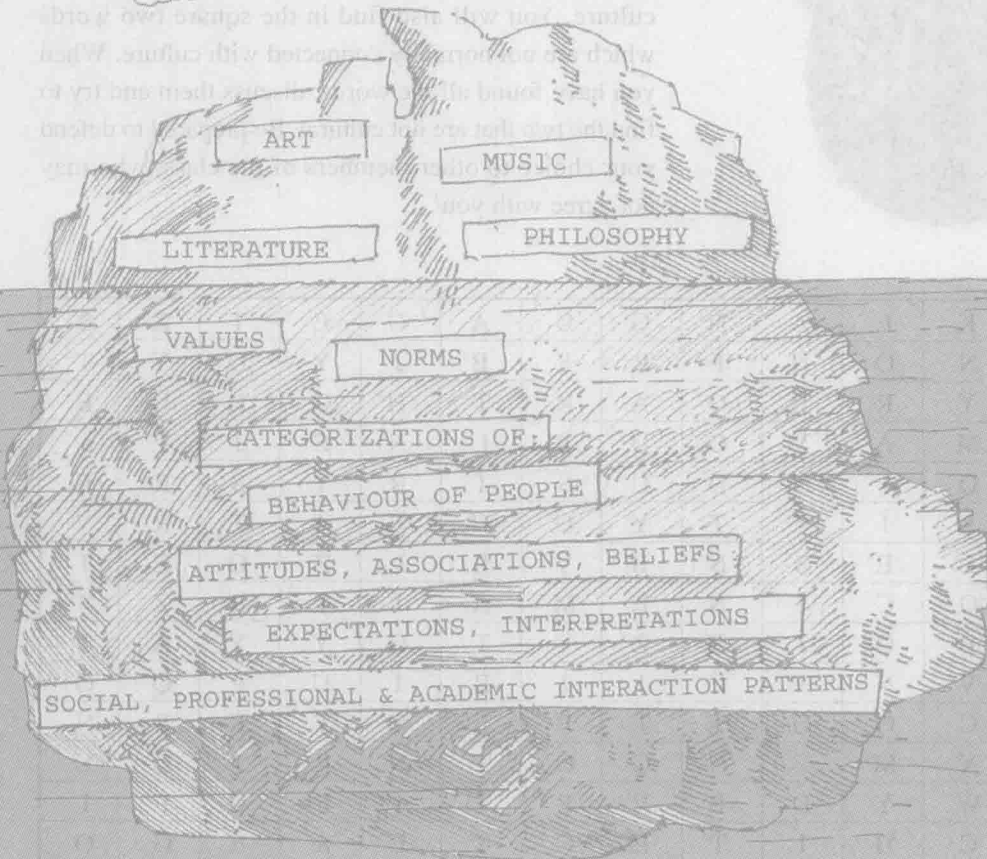 ART
MUSIC
LITERATURE
PHILOSOPHY
VALUES
NORMS
CATEGORIZATIONS OF:
BEHAVIOUR OF PEOPLE
ATTITUDES, ASSOCIATIONS, BELIEFS
EXPECTATIONS, INTERPRETATIONS
SOCIAL, PROFESSIONAL & ACADEMIC INTERACTION PATTERNS